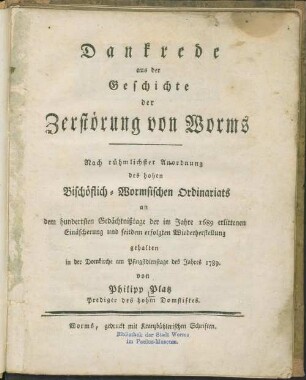 Dankrede
aus der
Geschichte
der
Zerstörung von Worms
Nach rühmlichster Anordnung
des hohen
Bischöflich-Wormsischen Ordinariats
an
dem hundertsten Gedächtnißtage der im Jahre 1689 erlittenen
Einäscherung und seitdem erfolgten Wiederherstellung
gehalten
in der Domkirche am Pfingstdienstage des Jahres 1789.
von
Philipp Platz
Prediger des hohen Domstiftes.
Worms, gedruckt mit Kranzbühlerischen Schriften.
Bibliothek der Stadt Worms
im Paulus-Museum.